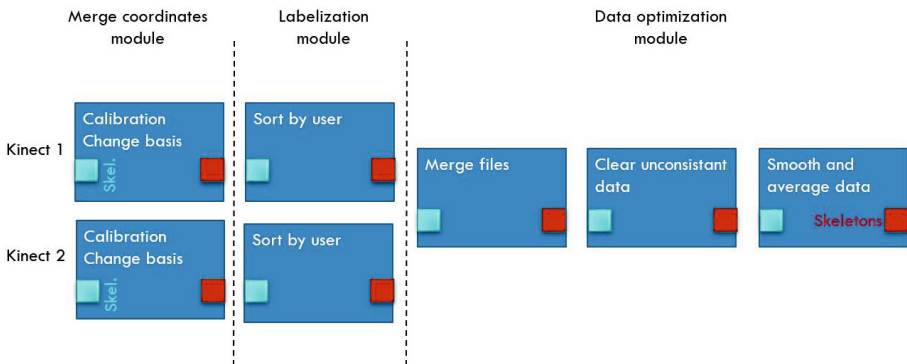 Merge coordinates
module
Labelization
module
Data optimization
module
Kinect 1
Calibration
Change basis
Skel.
Sort by user
Merge files
Clear unconsistant
data
Smooth and
average data
Skeletons
Kinect 2
Calibration
Change basis
Skel.
Sort by user